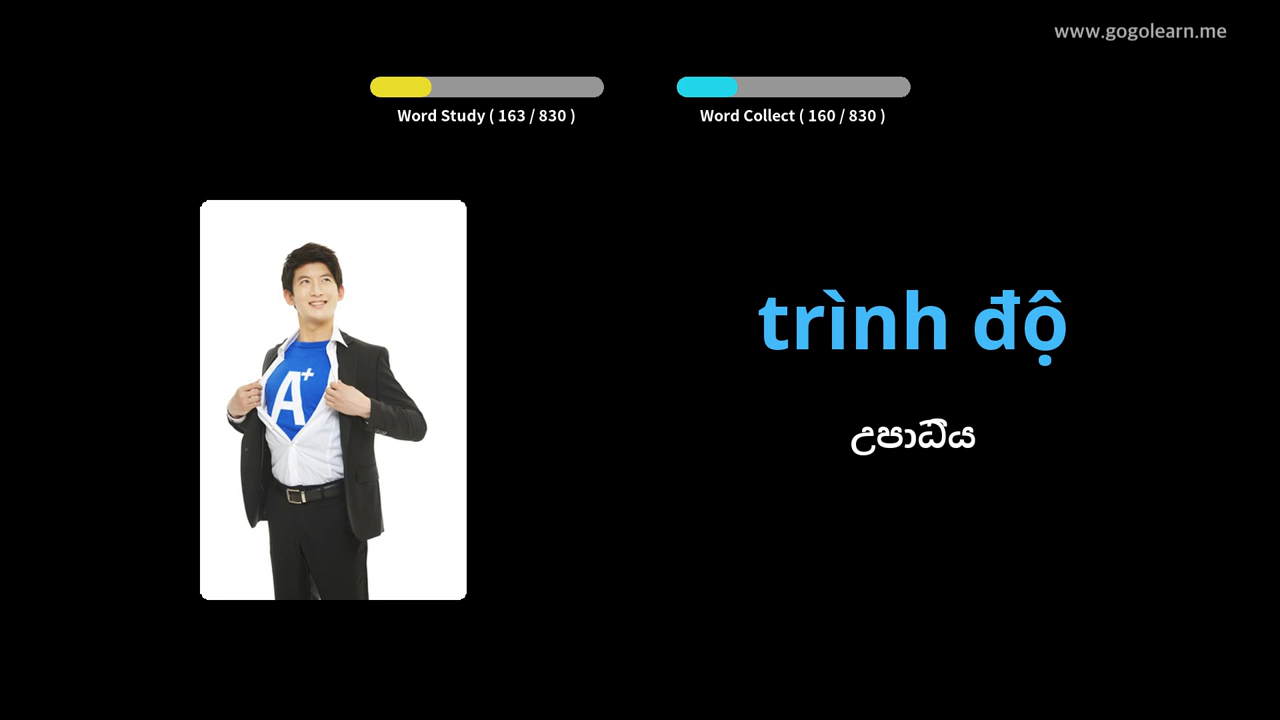 www.gogolearn.me
Word Study ( 163 / 830 )
Word Collect ( 160 / 830 )
A+
trình độ
උපාධිය